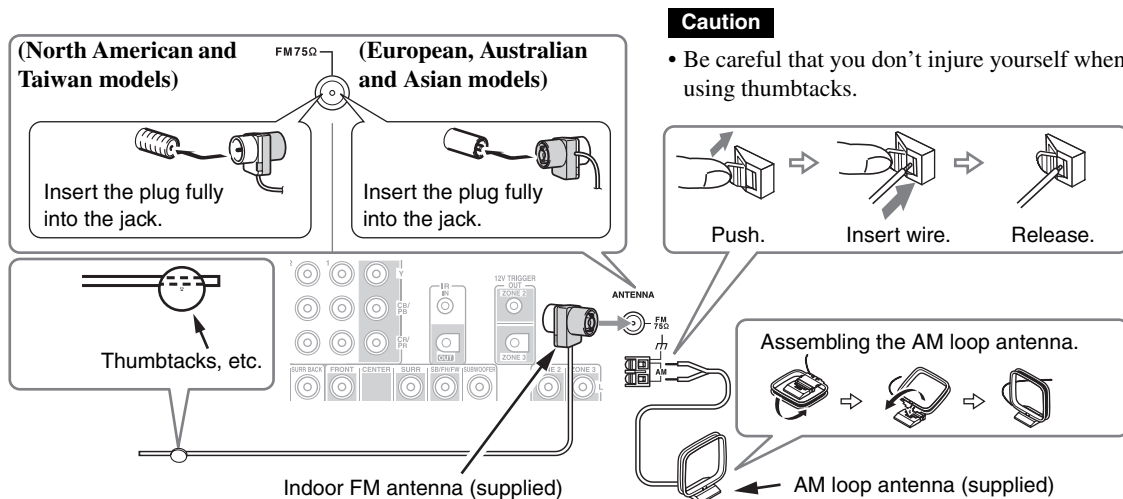 Caution
• Be careful that you don't injure yourself when
using thumbtacks.
(North American and
Taiwan models)
FM75Ω
(European, Australian
and Asian models)
Insert the plug fully
into the jack.
Insert the plug fully
into the jack.
Push.
Insert wire.
Release.
Thumbtacks, etc.
Y
CB/
PB
CR/
PR
IR
IN
OUT
12V TRIGGER
OUT
ZONE 2
ZONE 3
ANTENNA
FM
75Ω
AM
SURR BACK
FRONT
CENTER
SURR
SB/FH/FW
SUBWOOFER
ZONE 3
L
Assembling the AM loop antenna.
Indoor FM antenna (supplied)
AM loop antenna (supplied)